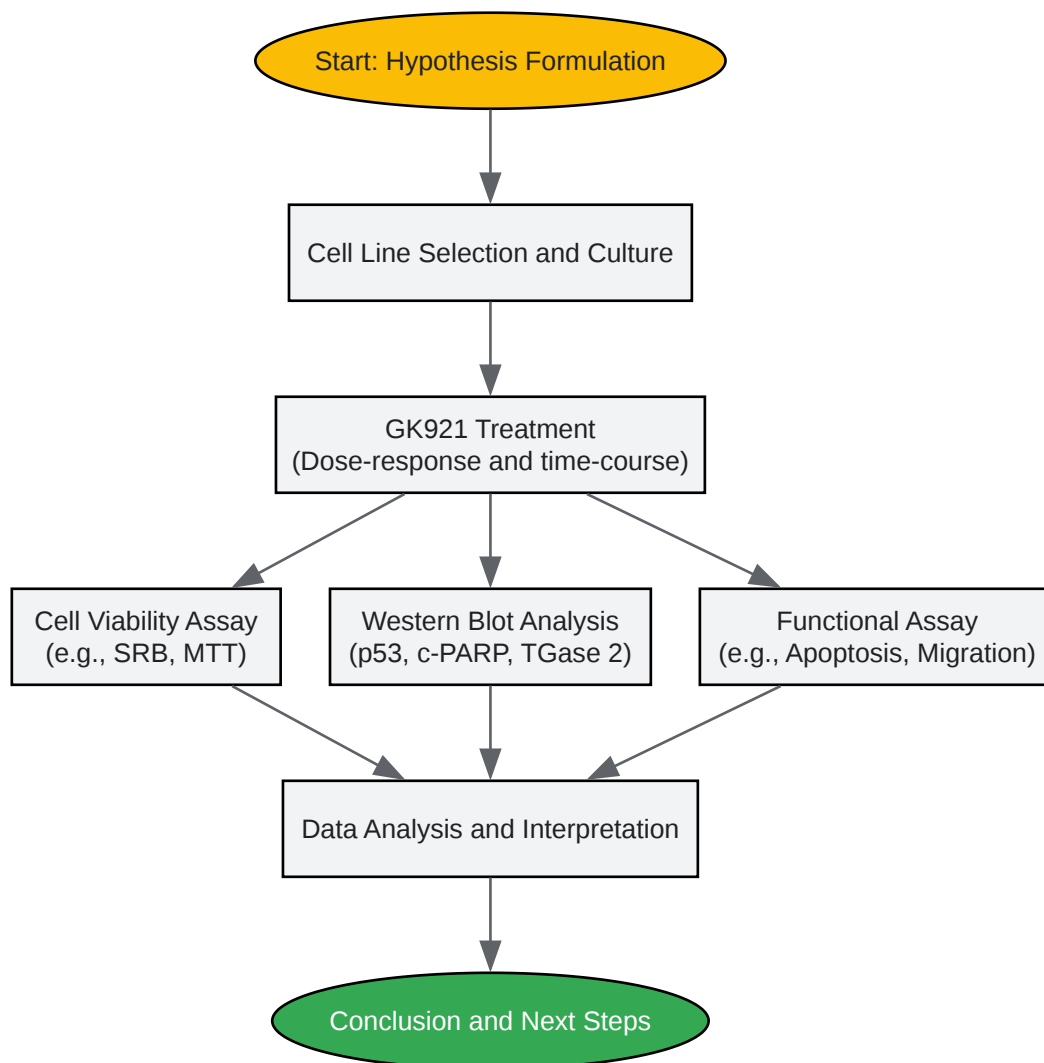 Start: Hypothesis Formulation
Cell Line Selection and Culture
GK921 Treatment
(Dose-response and time-course)
Cell Viability Assay
(e.g., SRB, MTT)
Western Blot Analysis
(p53, c-PARP, TGase 2)
Functional Assay
(e.g., Apoptosis, Migration)
Data Analysis and Interpretation
Conclusion and Next Steps